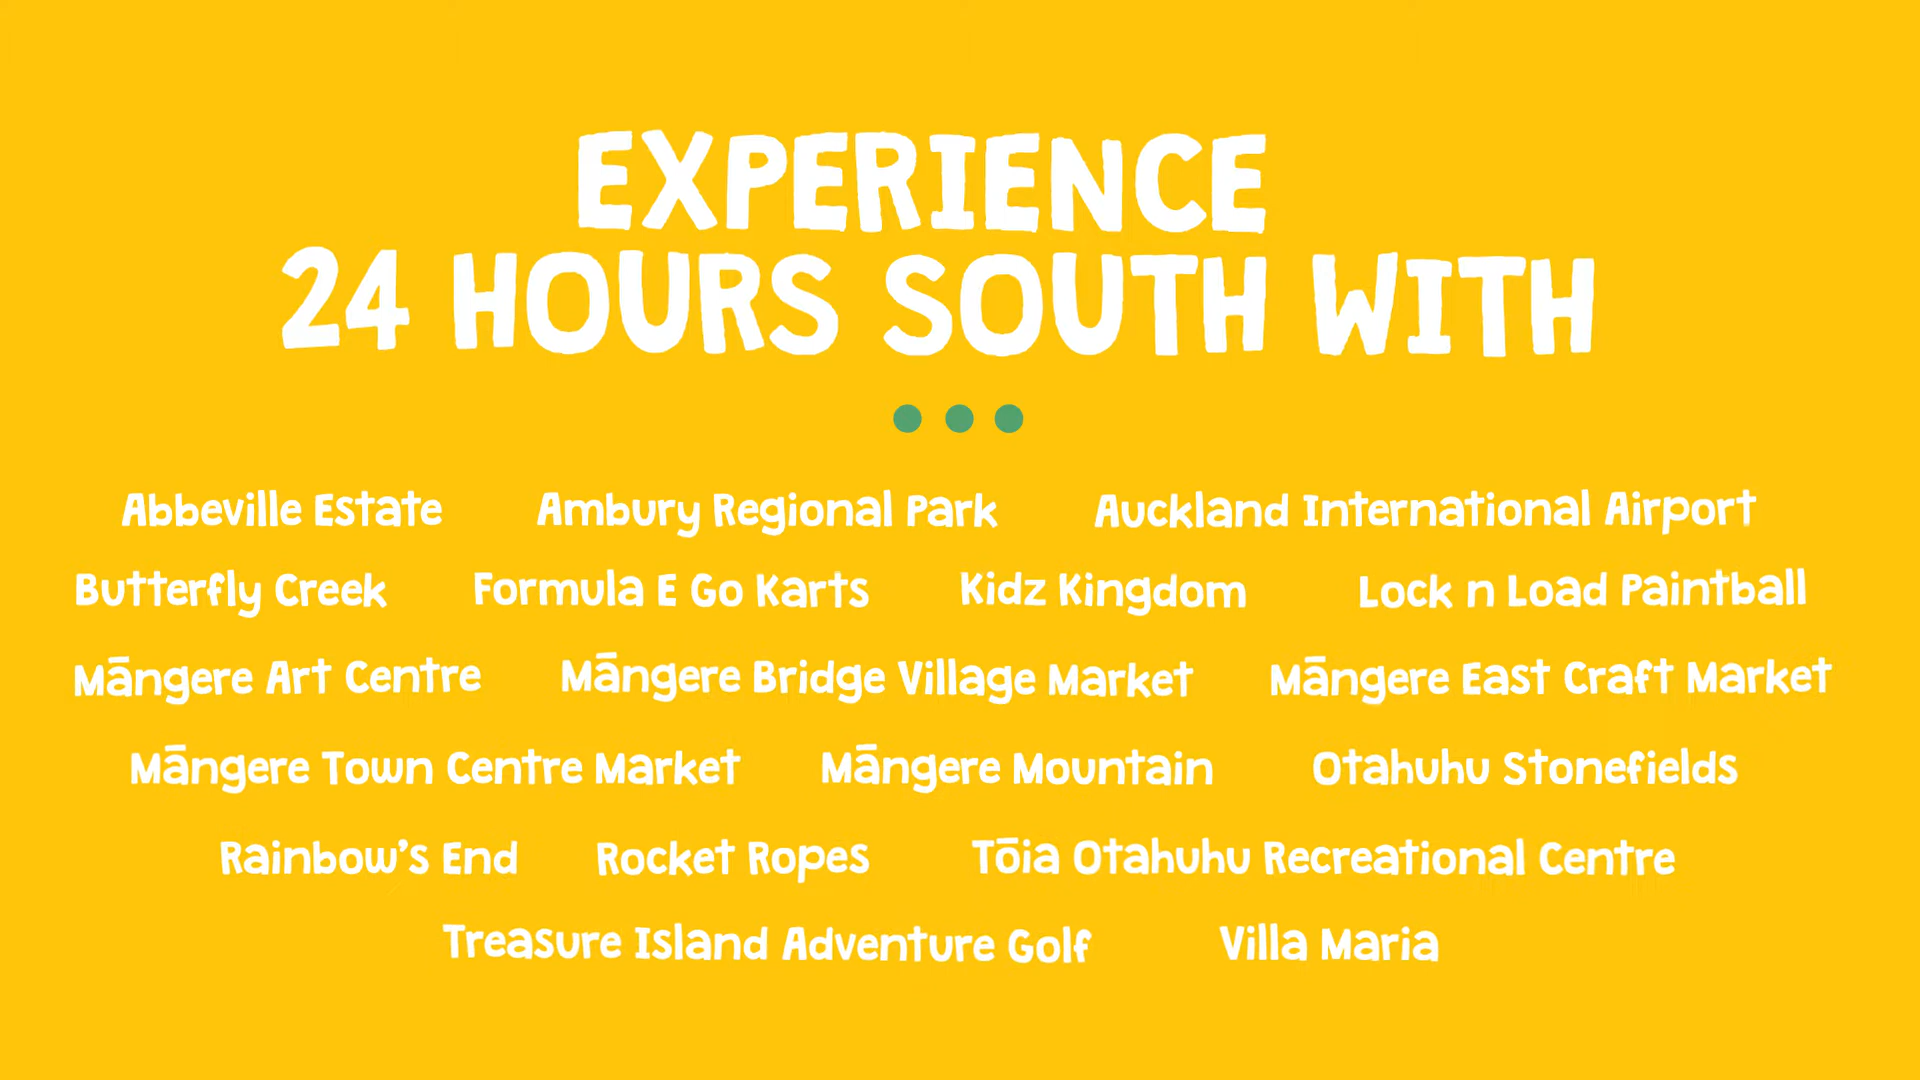 EXPERIENCE
24 HOURS SOUTH WITH
Abbeville Estate Ambury Regional Park Auckland International Airport
Butterfly Creek Formula E Go Karts Kidz Kingdom Lock n Load Paintball
Māngere Art Centre Māngere Bridge Village Market Māngere East Craft Market
Māngere Town Centre Market Māngere Mountain Otahuhu Stonefields
Rainbow's End Rocket Ropes Tōia Otahuhu Recreational Centre
Treasure Island Adventure Golf Villa Maria